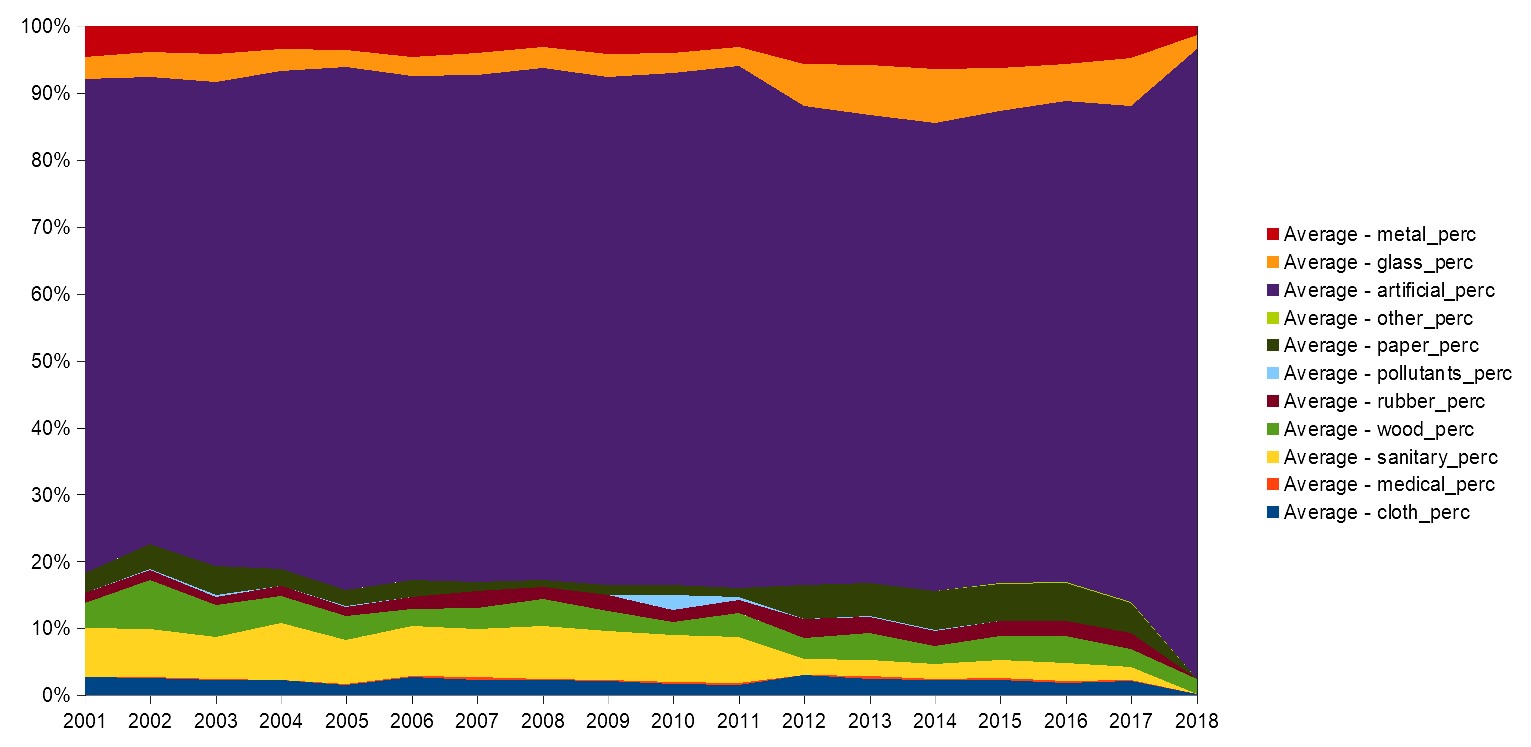 100%
90%
80%
70%
60%
50%
40%
30%
20%
10%
0%
2001 2002 2003 2004 2005 2006 2007 2008 2009 2010 2011 2012 2013 2014 2015 2016 2017 2018
Average - metal_perc
Average - glass_perc
Average - artificial_perc
Average - other_perc
Average - paper_perc
Average - pollutants_perc
Average - rubber_perc
Average - wood_perc
Average - sanitary_perc
Average - medical_perc
Average - cloth_perc